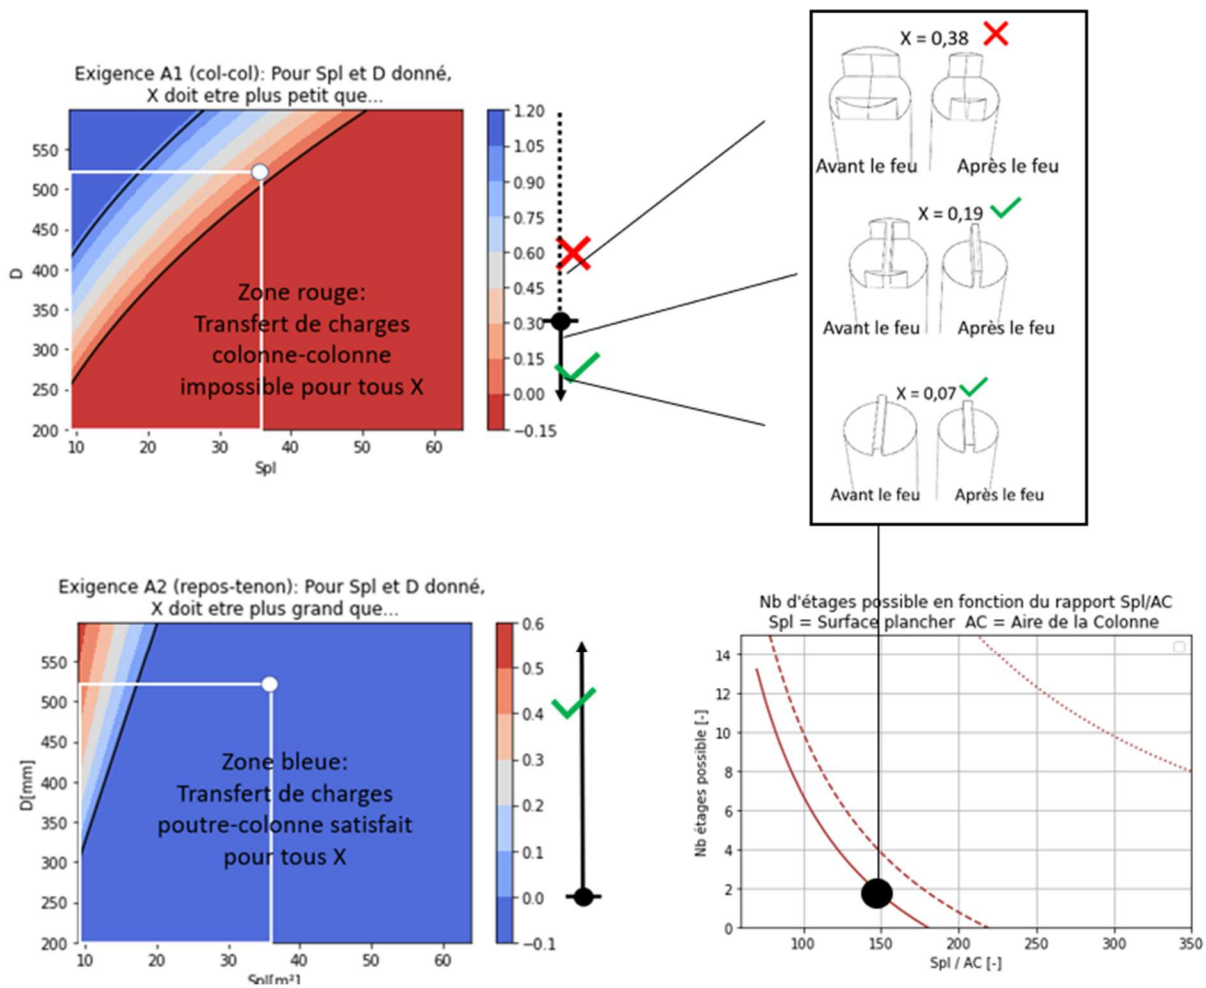 Exigence A1 (col-col): Pour Spl et D donné,
X doit etre plus petit que...
550
500
450
400
350
300
250
200
D
10
20
30
40
50
60
Spl
Zone rouge:
Transfert de charges
colonne-colonne
impossible pour tous X
1.20
1.05
0.90
0.75
0.60
0.45
0.30
0.15
0.00
−0.15
X = 0,38
Avant le feu
Après le feu
X = 0,19
Avant le feu
Après le feu
X = 0,07
Avant le feu
Après le feu
Exigence A2 (repos-tenon): Pour Spl et D donné,
X doit etre plus grand que...
550
500
450
400
350
300
250
200
D[mm]
10
20
30
40
50
60
Spl[m²]
Zone bleue:
Transfert de charges
poutre-colonne satisfait
pour tous X
0.6
0.5
0.4
0.3
0.2
0.1
0.0
−0.1
Nb d'étages possible en fonction du rapport Spl/AC
Spl = Surface plancher AC = Aire de la Colonne
14
12
10
8
6
4
2
0
Nb étages possible [-]
100
150
200
250
300
350
Spl / AC [-]